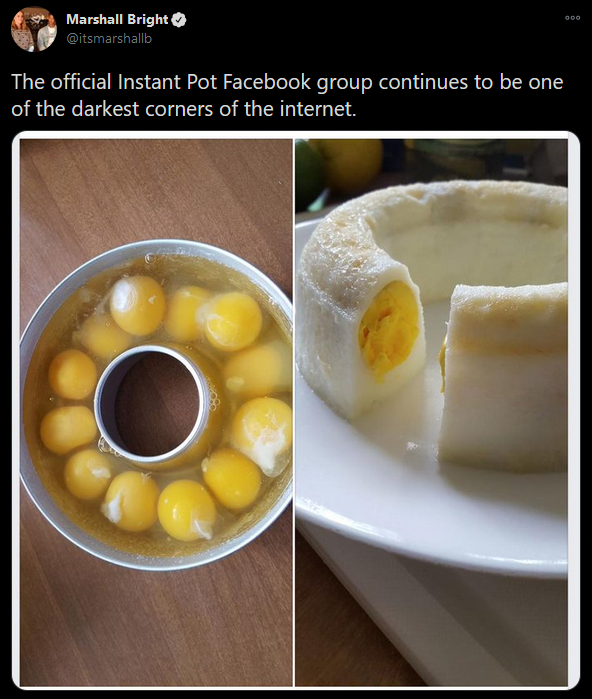 Marshall Bright
@itsmarshallb
The official Instant Pot Facebook group continues to be one
of the darkest corners of the internet.